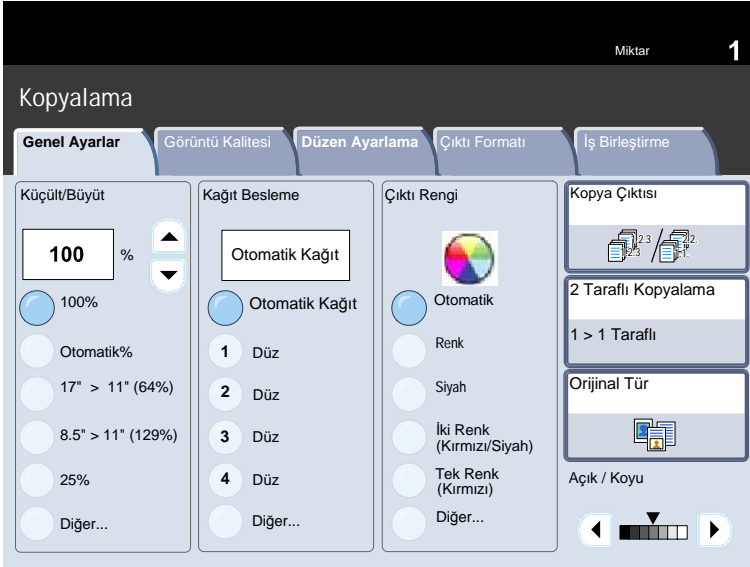 Miktar 1
Kopyalama
Genel Ayarlar
Görüntü Kalitesi
Düzen Ayarlama
Çıktı Formatı
İş Birleştirme
Küçült/Büyüt
100 %
100%
Otomatik%
17" > 11" (64%)
8.5" > 11" (129%)
25%
Diğer...
Kağıt Besleme
Otomatik Kağıt
Otomatik Kağıt
1 Düz
2 Düz
3 Düz
4 Düz
Diğer...
Çıktı Rengi
Otomatik
Renk
Siyah
İki Renk
(Kırmızı/Siyah)
Tek Renk
(Kırmızı)
Diğer...
Kopya Çıktısı
2 Taraflı Kopyalama
1 > 1 Taraflı
Orijinal Tür
Açık / Koyu